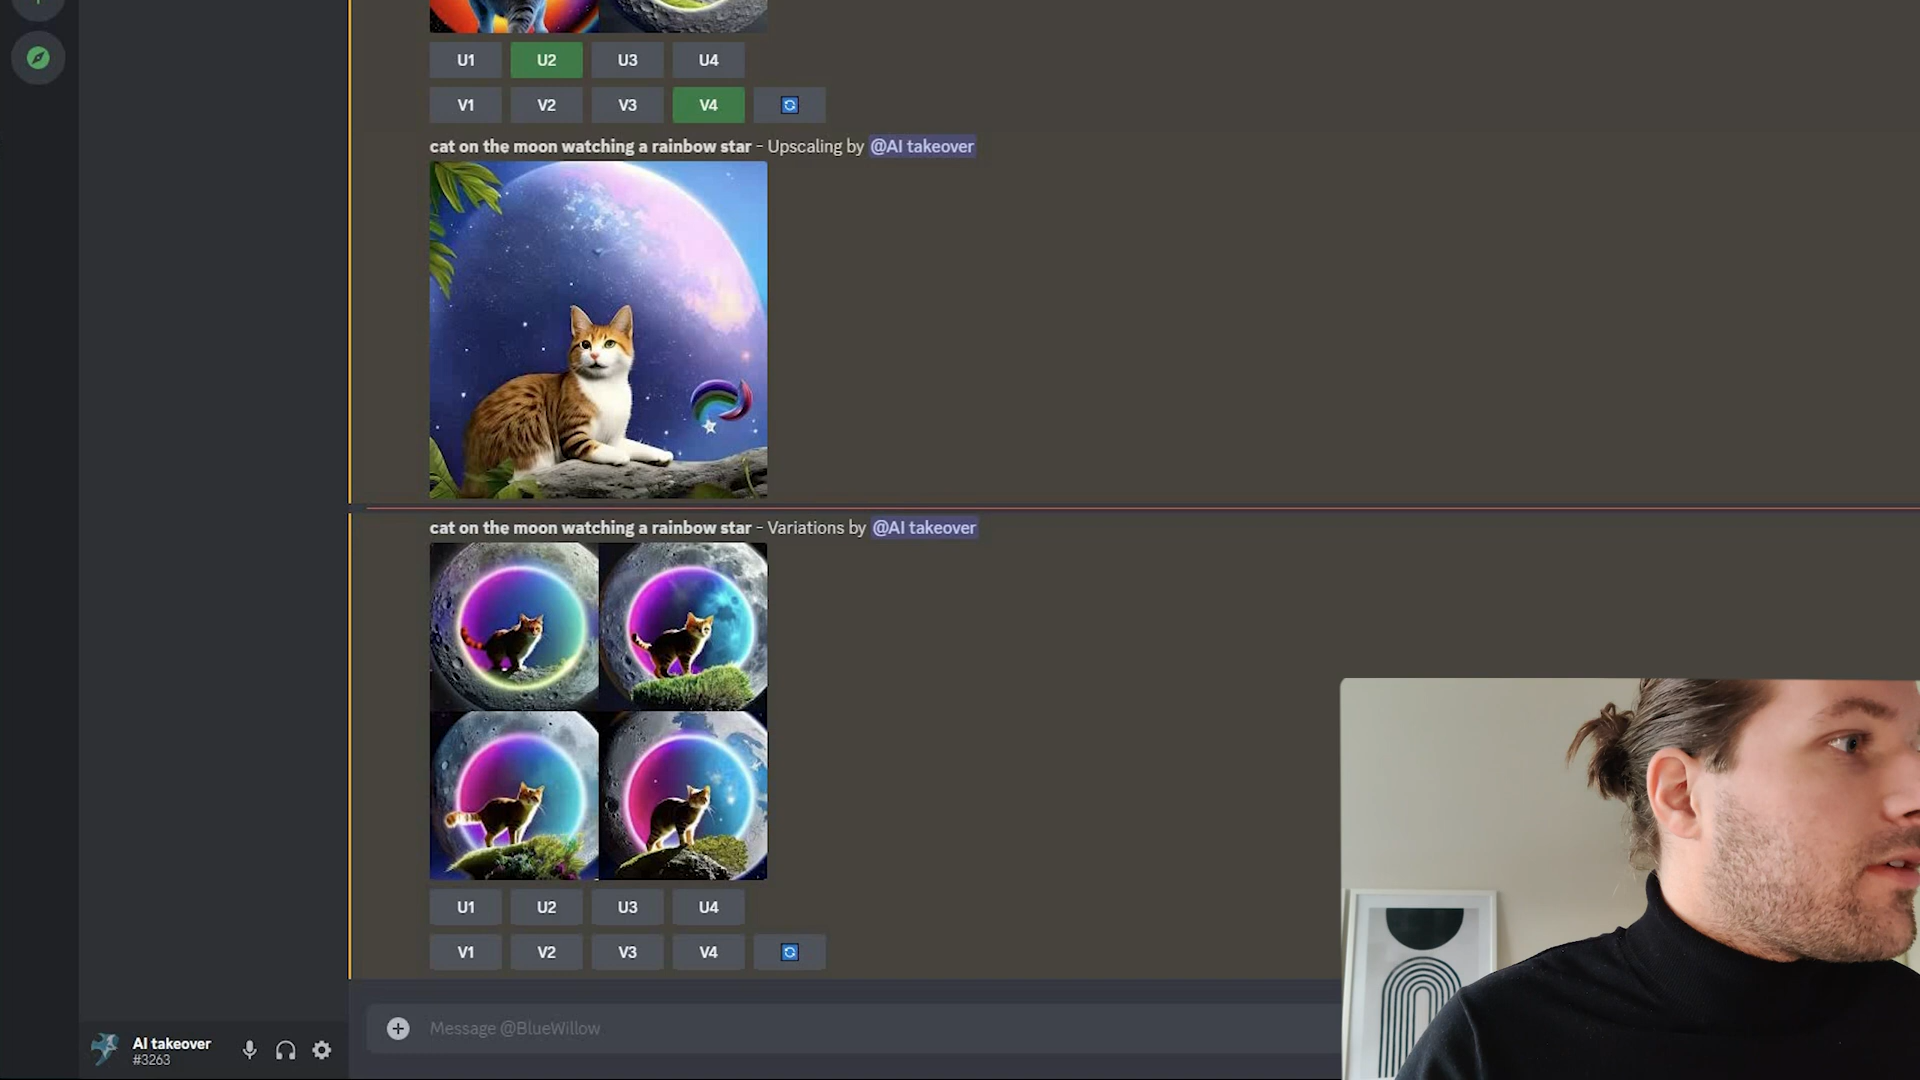 U1 U2 U3 U4
V1 V2 V3 V4
cat on the moon watching a rainbow star - Upscaling by @AI takeover
cat on the moon watching a rainbow star - Variations by @AI takeover
U1 U2 U3 U4
V1 V2 V3 V4
Message @BlueWillow
AI takeover
#3263